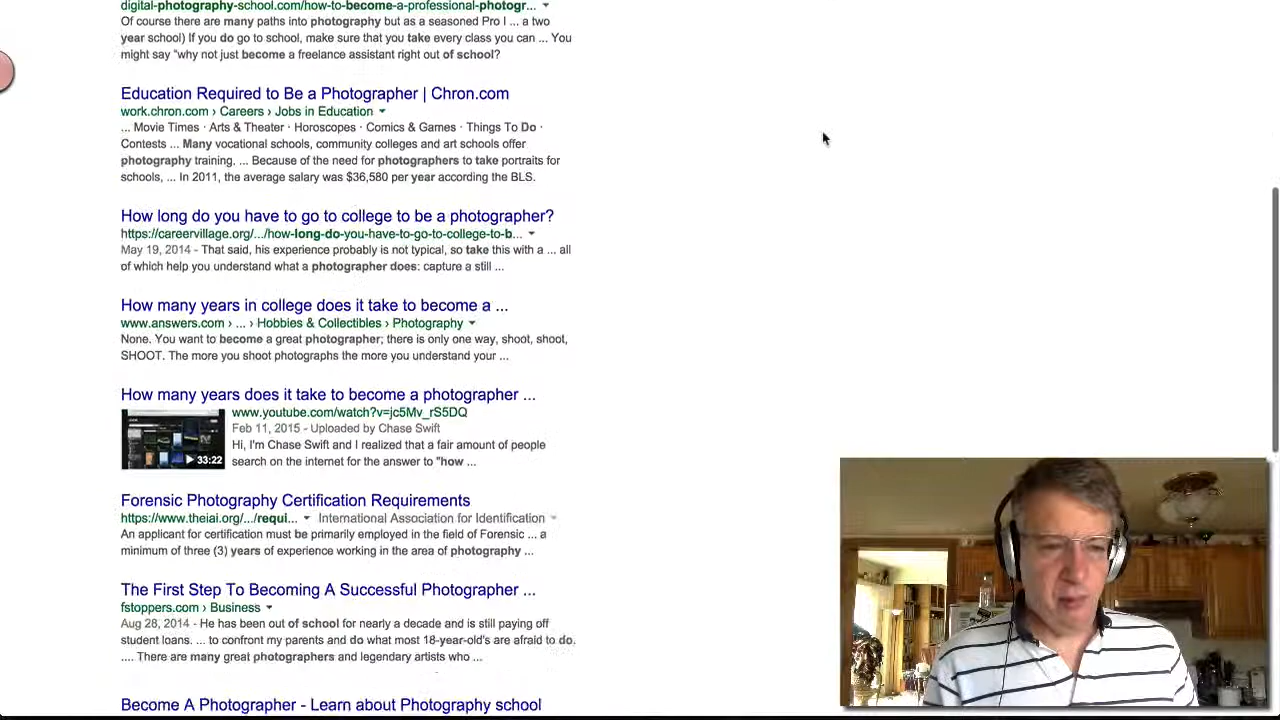 digital-photography-school.com/how-to-become-a-professional-photogr...
Of course there are many paths into photography but as a seasoned Pro I ... a two
year school) If you do go to school, make sure that you take every class you can ... You
might say "why not just become a freelance assistant right out of school?
Education Required to Be a Photographer | Chron.com
work.chron.com › Careers › Jobs in Education
... Movie Times · Arts & Theater · Horoscopes · Comics & Games · Things To Do ·
Contests ... Many vocational schools, community colleges and art schools offer
photography training. ... Because of the need for photographers to take portraits for
schools, ... In 2011, the average salary was $36,580 per year according the BLS.
How long do you have to go to college to be a photographer?
https://careervillage.org/.../how-long-do-you-have-to-go-to-college-to-b...
May 19, 2014 - That said, his experience probably is not typical, so take this with a ... all
of which help you understand what a photographer does: capture a still ...
How many years in college does it take to become a ...
www.answers.com › ... › Hobbies & Collectibles › Photography
None. You want to become a great photographer; there is only one way, shoot, shoot,
SHOOT. The more you shoot photographs the more you understand your ...
How many years does it take to become a photographer ...
www.youtube.com/watch?v=jc5Mv_rS5DQ
Feb 11, 2015 - Uploaded by Chase Swift
Hi, I'm Chase Swift and I realized that a fair amount of people
search on the internet for the answer to "how ...
33:22
Forensic Photography Certification Requirements
https://www.theiai.org/.../requi... International Association for Identification
An applicant for certification must be primarily employed in the field of Forensic ... a
minimum of three (3) years of experience working in the area of photography ...
The First Step To Becoming A Successful Photographer ...
fstoppers.com › Business
Aug 28, 2014 - He has been out of school for nearly a decade and is still paying off
student loans. ... to confront my parents and do what most 18-year-old's are afraid to do.
.... There are many great photographers and legendary artists who ...
Become A Photographer - Learn about Photography school